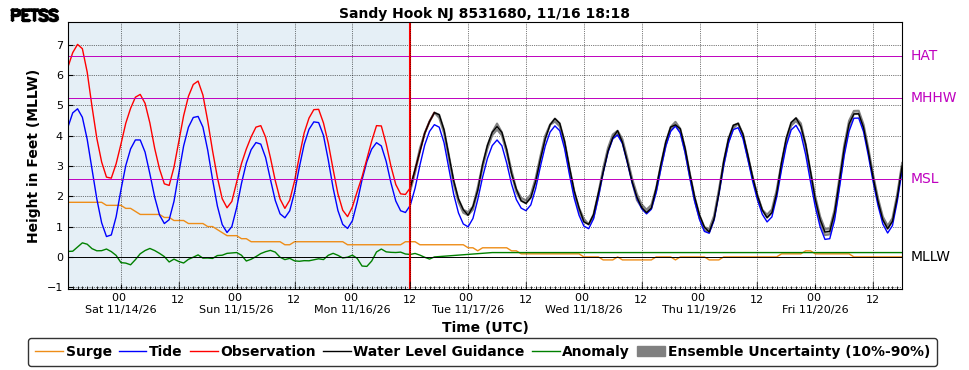 PETSS
Sandy Hook NJ 8531680, 11/16 18:18
Height in Feet (MLLW)
7
6
5
4
3
2
1
0
−1
HAT
MHHW
MSL
MLLW
00 12 00 12 00 12 00 12 00 12 00 12 00 12
Sat 11/14/26 Sun 11/15/26 Mon 11/16/26 Tue 11/17/26 Wed 11/18/26 Thu 11/19/26 Fri 11/20/26
Time (UTC)
Surge Tide Observation Water Level Guidance Anomaly Ensemble Uncertainty (10%-90%)